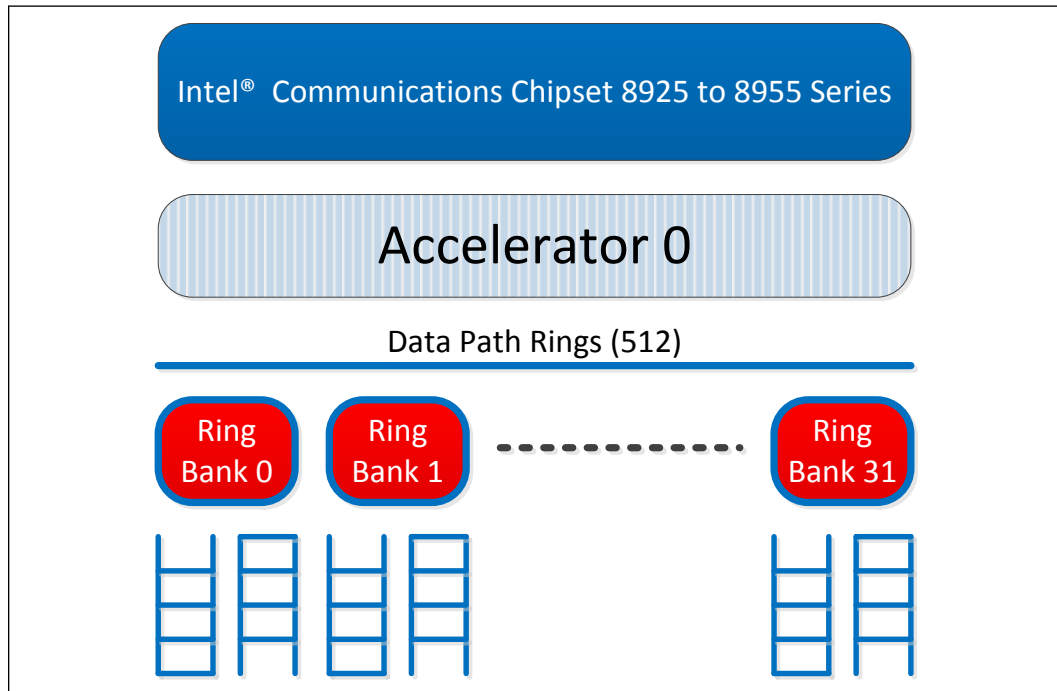 Intel® Communications Chipset 8925 to 8955 Series
Accelerator 0
Data Path Rings (512)
Ring
Bank 0
Ring
Bank 1
Ring
Bank 31